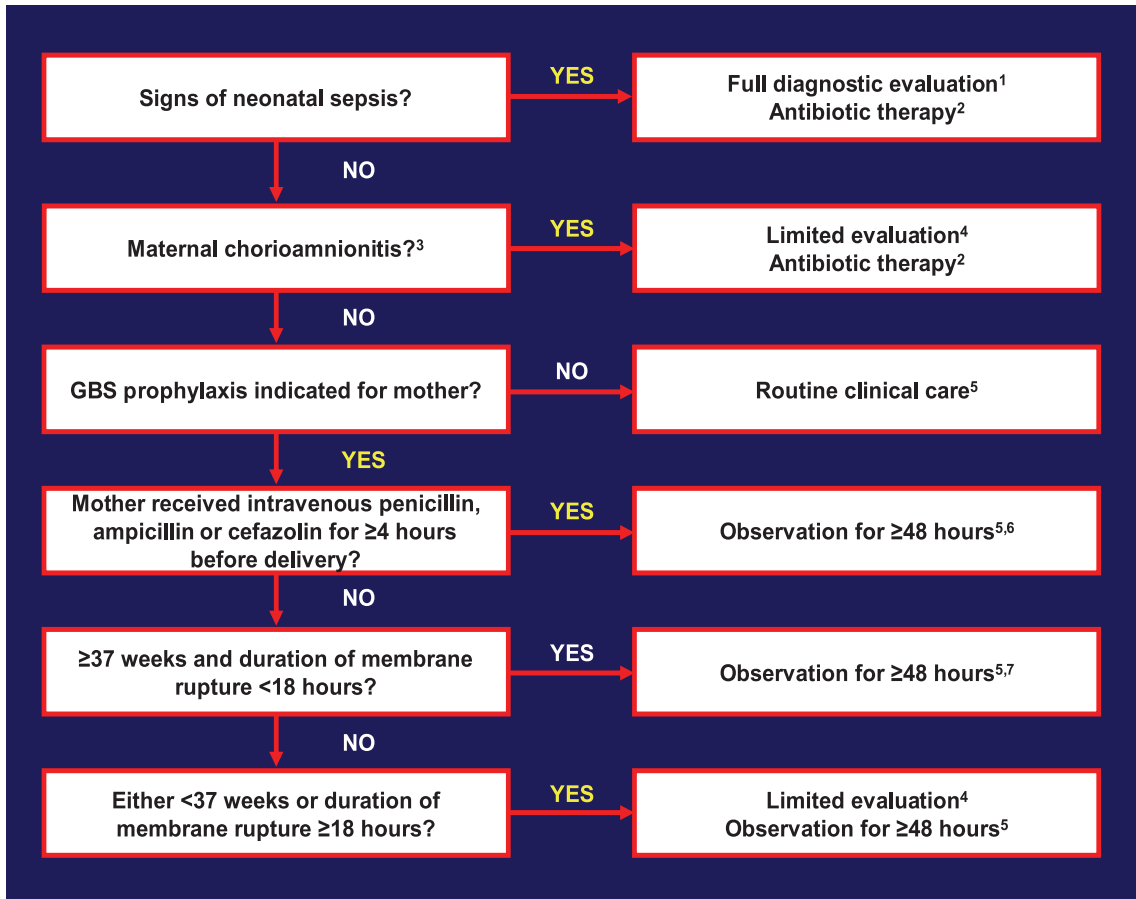 Signs of neonatal sepsis?
YES
Full diagnostic evaluation¹
Antibiotic therapy²
NO
Maternal chorioamnionitis?³
YES
Limited evaluation⁴
Antibiotic therapy²
NO
GBS prophylaxis indicated for mother?
NO
Routine clinical care⁵
YES
Mother received intravenous penicillin,
ampicillin or cefazolin for ≥4 hours
before delivery?
YES
Observation for ≥48 hours⁵,⁶
NO
≥37 weeks and duration of membrane
rupture <18 hours?
YES
Observation for ≥48 hours⁵,⁷
NO
Either <37 weeks or duration of
membrane rupture ≥18 hours?
YES
Limited evaluation⁴
Observation for ≥48 hours⁵